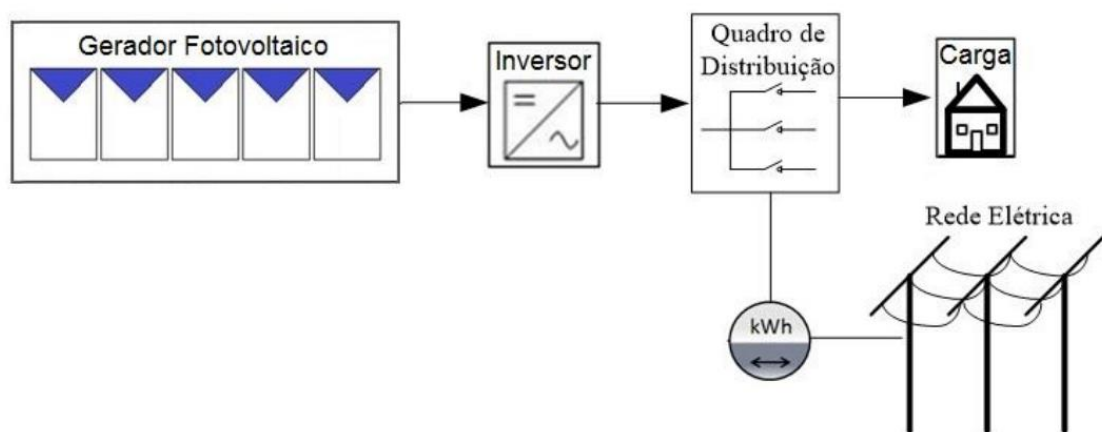 Gerador Fotovoltaico
Inversor
Quadro de
Distribuição
Carga
Rede Elétrica
kWh